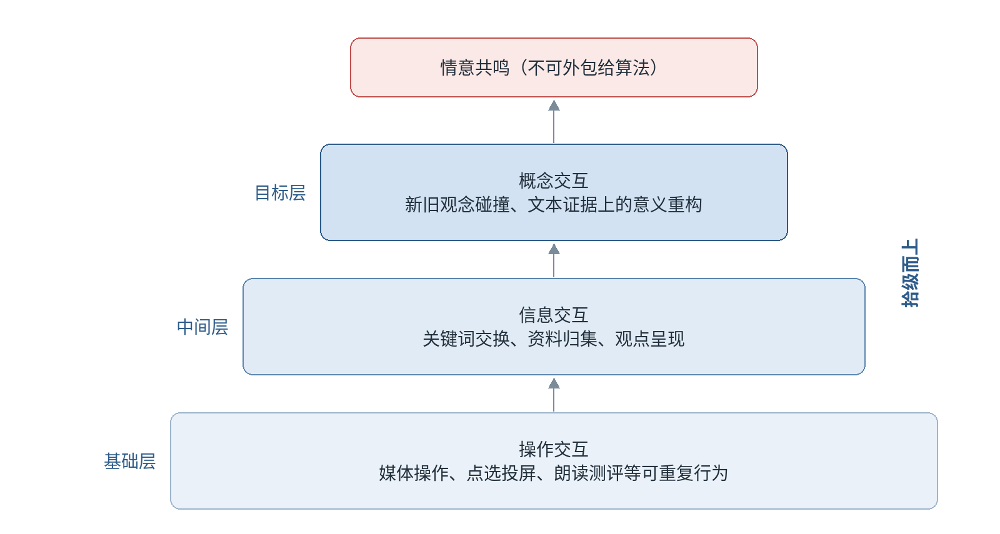 情意共鸣（不可外包给算法）
目标层
概念交互
新旧观念碰撞、文本证据上的意义重构
拾级而上
中间层
信息交互
关键词交换、资料归集、观点呈现
基础层
操作交互
媒体操作、点选投屏、朗读测评等可重复行为